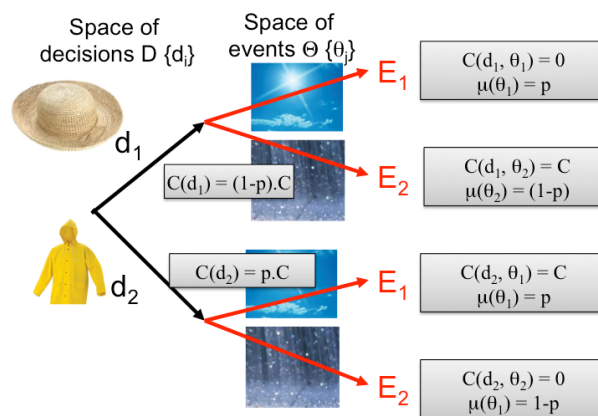 Space of
decisions D {dᵢ}
Space of
events Θ {θⱼ}
d₁
d₂
C(d₁) = (1-p).C
C(d₂) = p.C
E₁
C(d₁, θ₁) = 0
μ(θ₁) = p
E₂
C(d₁, θ₂) = C
μ(θ₂) = (1-p)
E₁
C(d₂, θ₁) = C
μ(θ₁) = p
E₂
C(d₂, θ₂) = 0
μ(θ₁) = 1-p